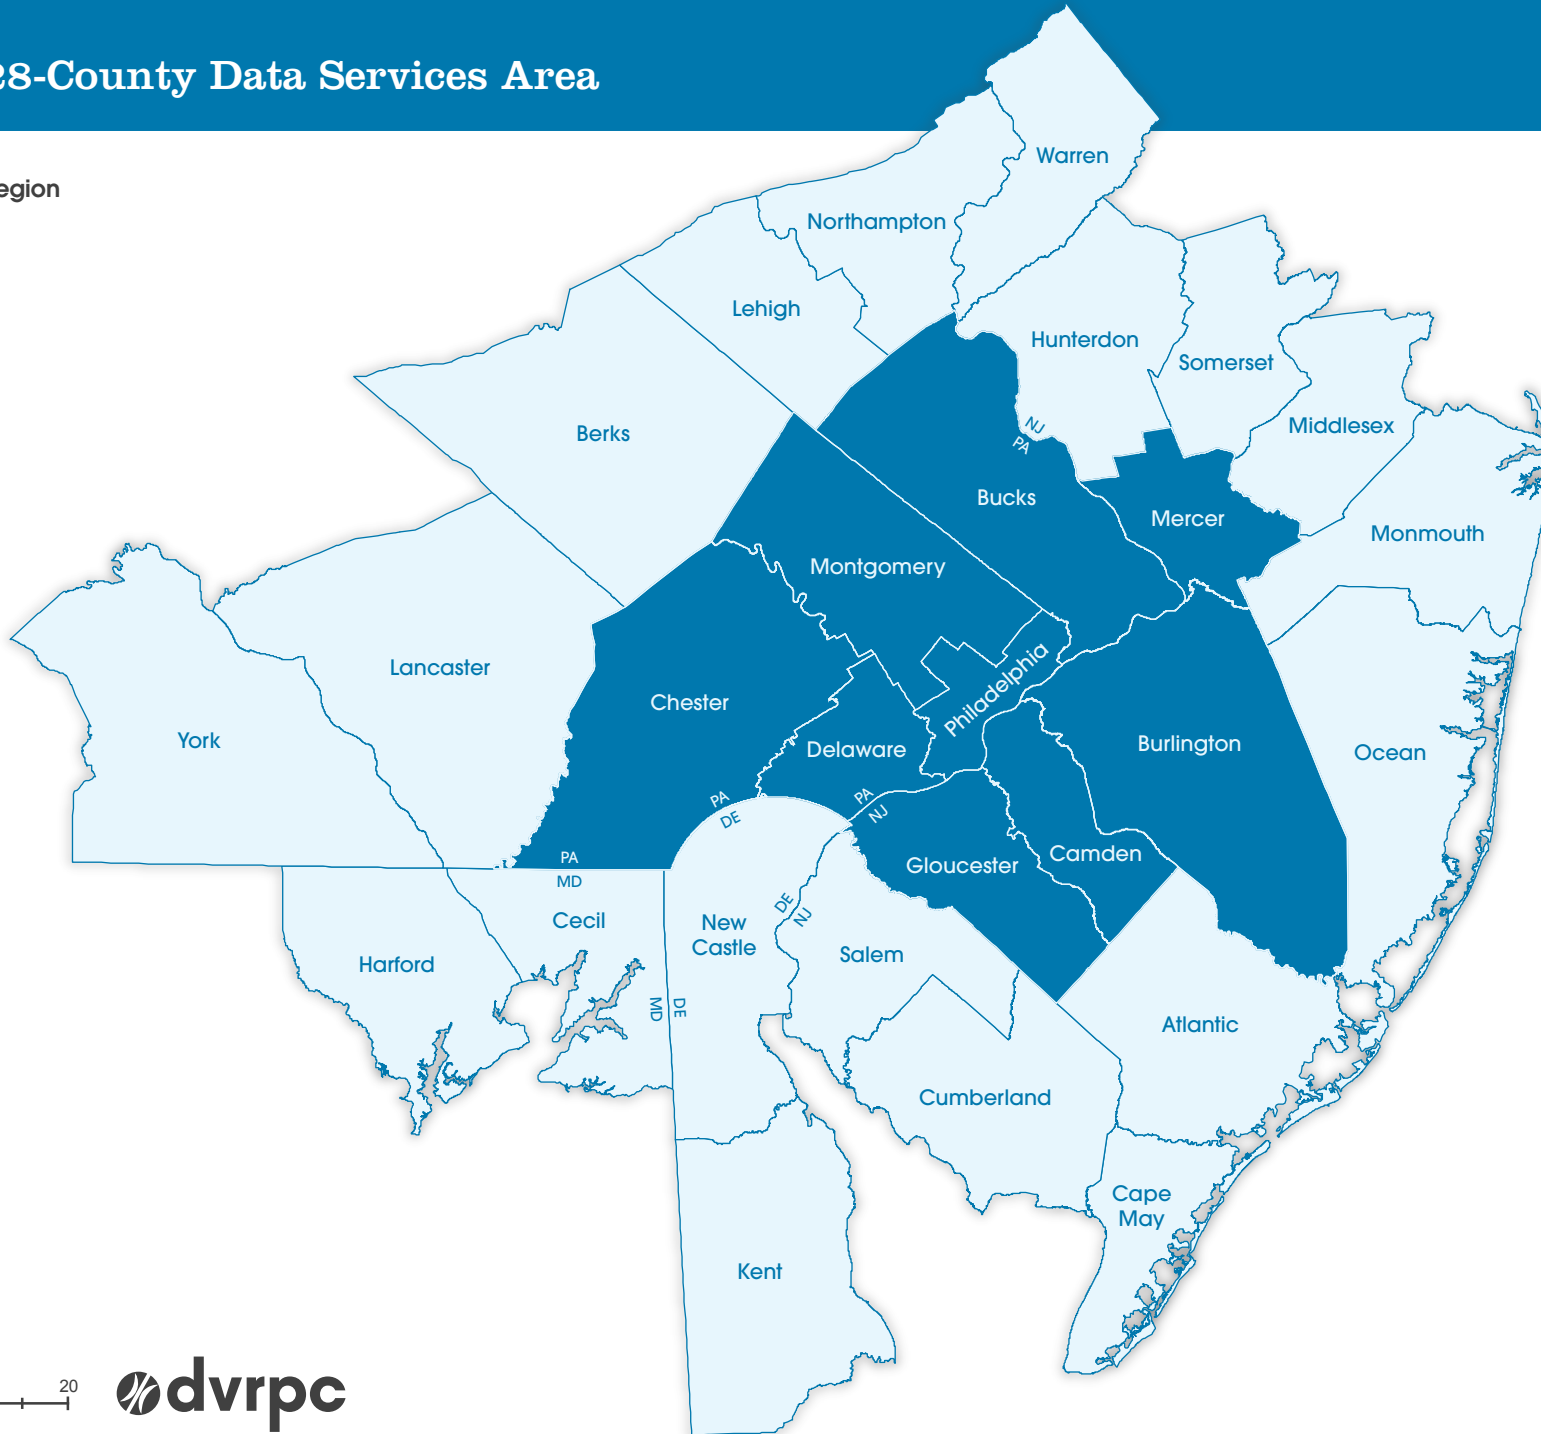 28-County Data Services Area
egion
Warren
Northampton
Lehigh
Hunterdon
Somerset
Middlesex
Berks
NJ
PA
Bucks
Mercer
Monmouth
Montgomery
Lancaster
Philadelphia
Chester
York
Delaware
Burlington
Ocean
PA
DE
PA
NJ
PA
MD
Gloucester
Camden
Cecil
New
Castle
DE
NJ
Salem
Harford
MD
DE
Atlantic
Cumberland
Cape
May
Kent
20
dvrpc